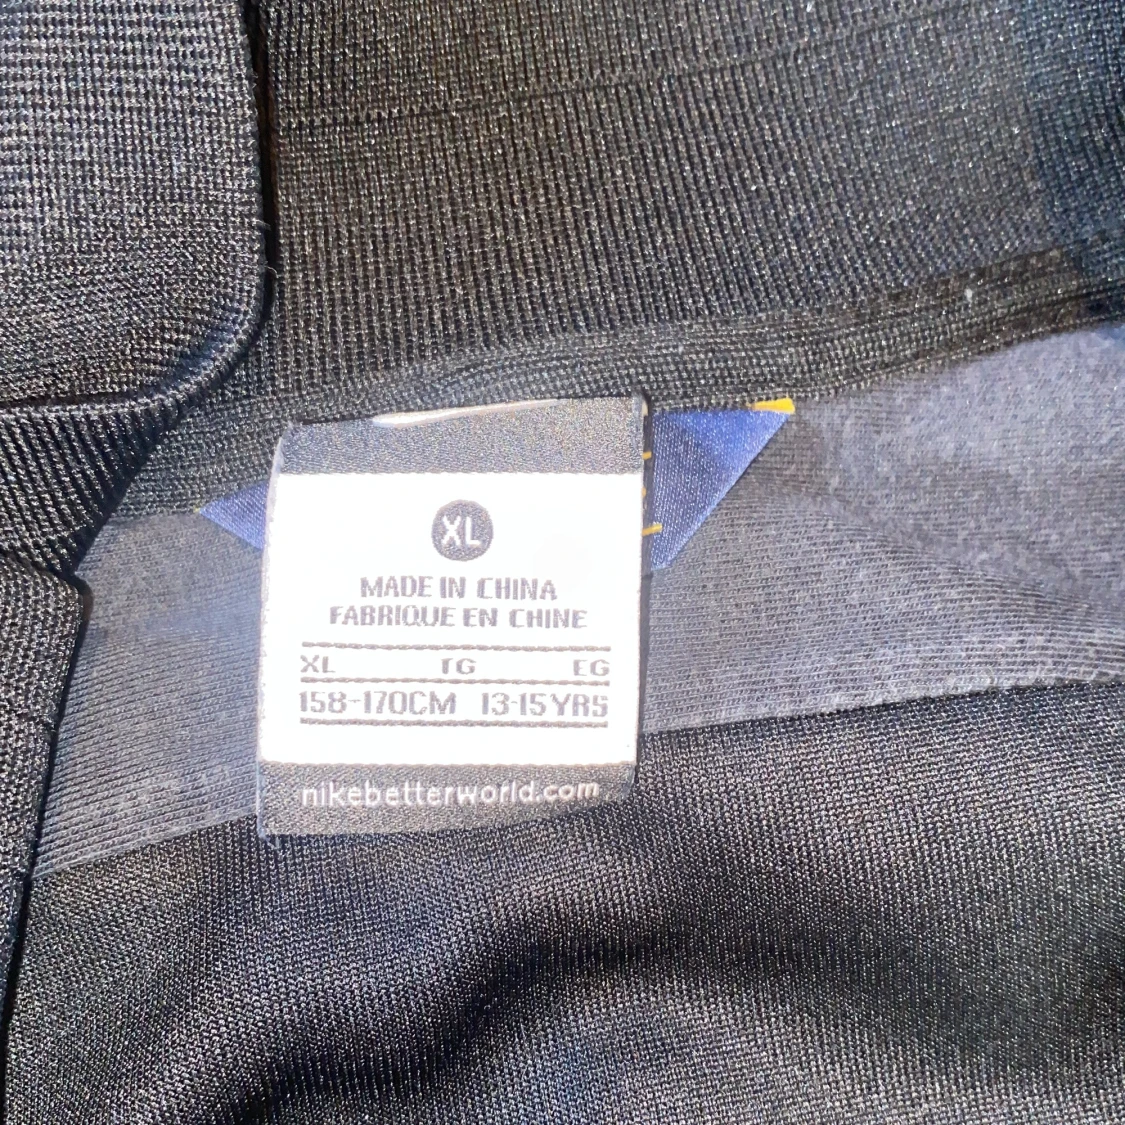 XL
MADE IN CHINA
FABRIQUE EN CHINE
XL TG EG
158-170CM 13-15YRS
nikebetterworld.com